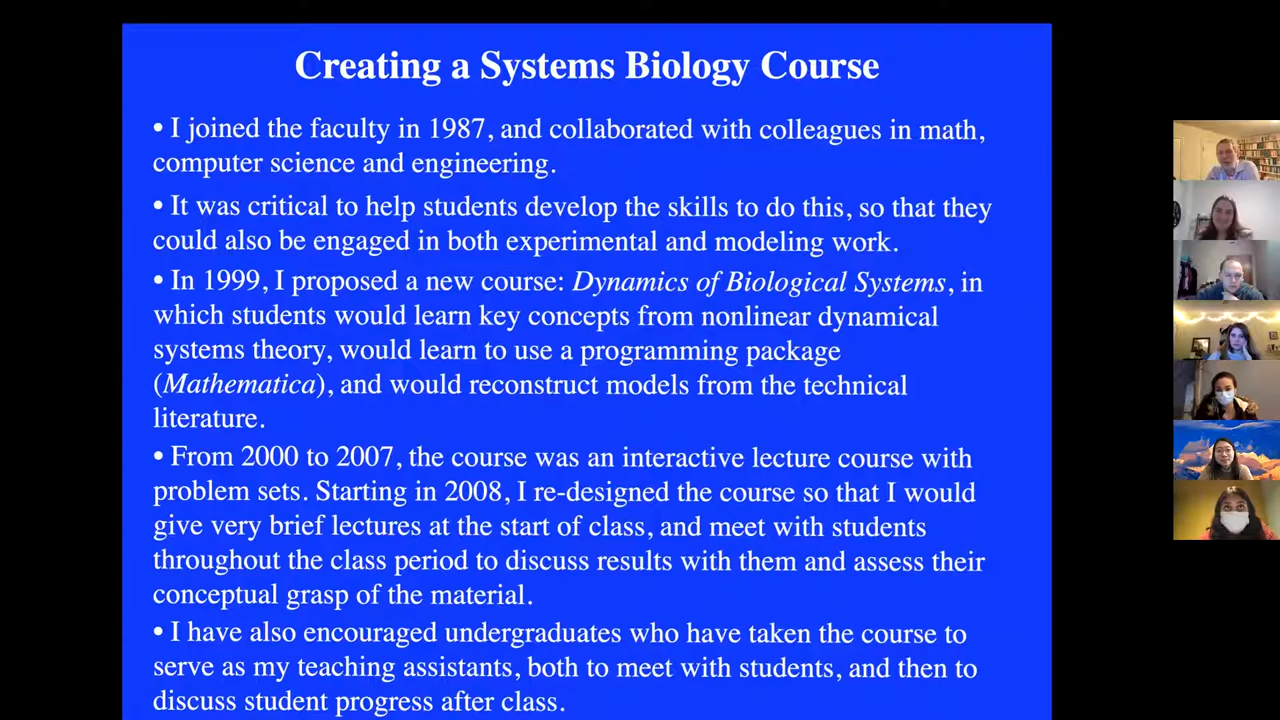 Creating a Systems Biology Course
• I joined the faculty in 1987, and collaborated with colleagues in math,
computer science and engineering.
• It was critical to help students develop the skills to do this, so that they
could also be engaged in both experimental and modeling work.
• In 1999, I proposed a new course: Dynamics of Biological Systems, in
which students would learn key concepts from nonlinear dynamical
systems theory, would learn to use a programming package
(Mathematica), and would reconstruct models from the technical
literature.
• From 2000 to 2007, the course was an interactive lecture course with
problem sets. Starting in 2008, I re-designed the course so that I would
give very brief lectures at the start of class, and meet with students
throughout the class period to discuss results with them and assess their
conceptual grasp of the material.
• I have also encouraged undergraduates who have taken the course to
serve as my teaching assistants, both to meet with students, and then to
discuss student progress after class.